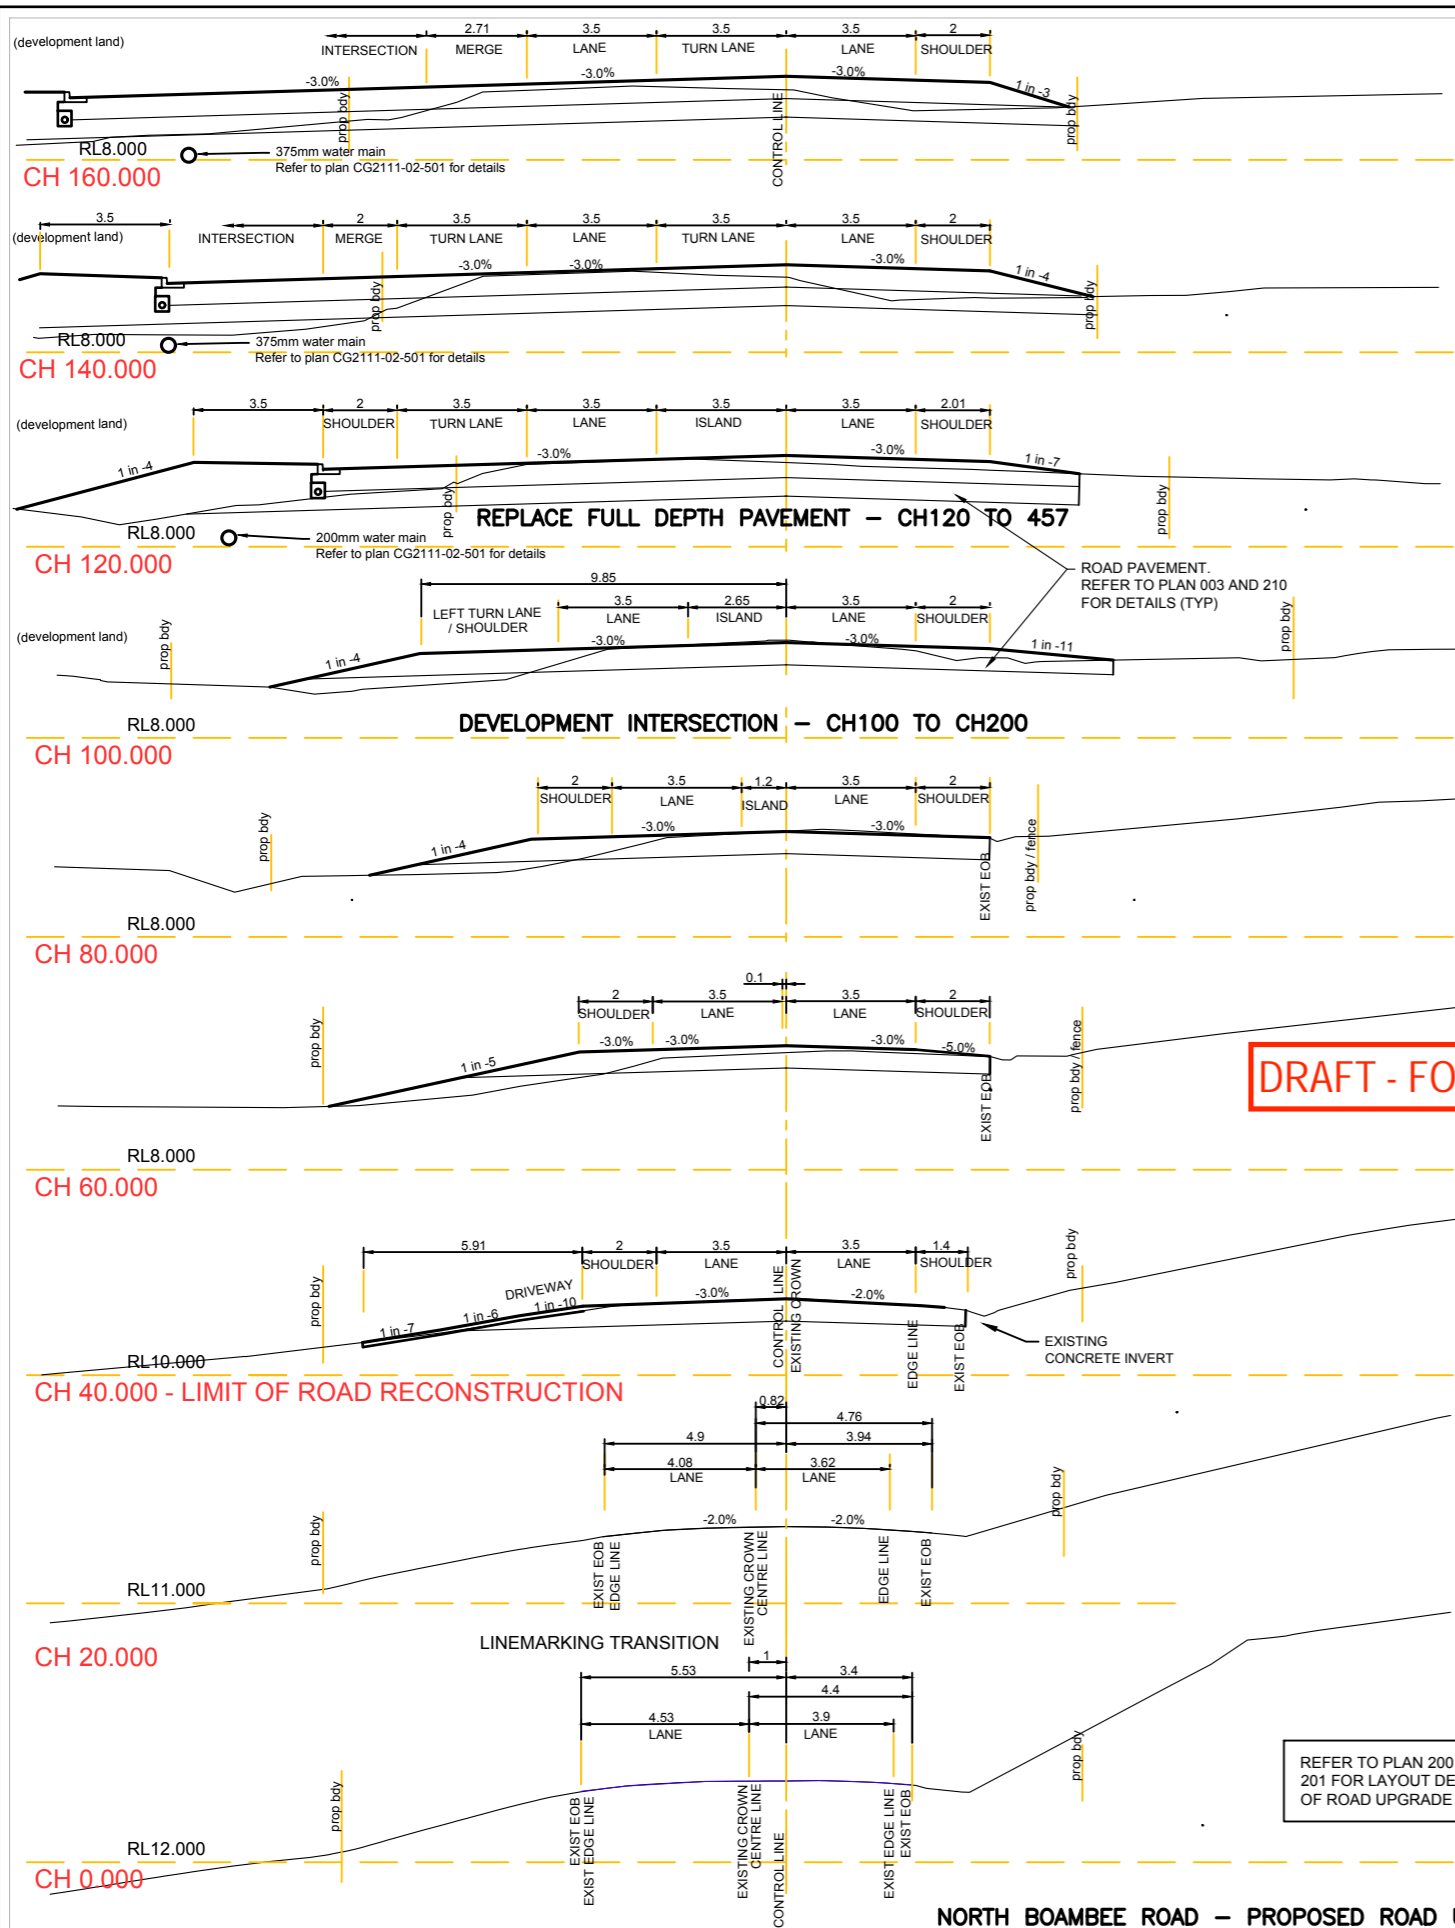 2.71 3.5 3.5 3.5 2
(development land) INTERSECTION MERGE LANE TURN LANE LANE SHOULDER
-3.0% -3.0% -3.0% 1 in -3
prop bdy CONTROL LINE prop bdy
RL8.000 375mm water main
Refer to plan CG2111-02-501 for details
CH 160.000
3.5 2 3.5 3.5 3.5 3.5 2
(development land) INTERSECTION MERGE TURN LANE LANE TURN LANE LANE SHOULDER
-3.0% -3.0% -3.0% 1 in -4
prop bdy prop bdy
RL8.000 375mm water main
Refer to plan CG2111-02-501 for details
CH 140.000
3.5 2 3.5 3.5 3.5 3.5 2.01
(development land) SHOULDER TURN LANE LANE ISLAND LANE SHOULDER
1 in -4 -3.0% -3.0% 1 in -7
prop bdy prop bdy
REPLACE FULL DEPTH PAVEMENT - CH120 TO 457
RL8.000 200mm water main
Refer to plan CG2111-02-501 for details
CH 120.000
ROAD PAVEMENT.
REFER TO PLAN 003 AND 210
FOR DETAILS (TYP)
9.85
3.5 2.65 3.5 2
LEFT TURN LANE
/ SHOULDER
LANE ISLAND LANE SHOULDER
(development land) prop bdy 1 in -4 -3.0% -3.0% 1 in -11 prop bdy
RL8.000 DEVELOPMENT INTERSECTION - CH100 TO CH200
CH 100.000
2 3.5 1.2 3.5 2
SHOULDER LANE ISLAND LANE SHOULDER
prop bdy 1 in -4 -3.0% -3.0% EXIST EOB prop bdy / fence
RL8.000
CH 80.000
0.1
2 3.5 3.5 2
SHOULDER LANE LANE SHOULDER
prop bdy 1 in -5 -3.0% -3.0% -3.0% -5.0% EXIST EOB prop bdy / fence
DRAFT - FO
RL8.000
CH 60.000
5.91 2 3.5 3.5 1.4
SHOULDER LANE LANE SHOULDER
prop bdy DRIVEWAY 1 in -7 1 in -6 1 in -10 -3.0% -2.0% prop bdy
CONTROL LINE
EXISTING CROWN
EDGE LINE
EXIST EOB
EXISTING
CONCRETE INVERT
RL10.000
CH 40.000 - LIMIT OF ROAD RECONSTRUCTION
0.82
4.76
4.9 3.94
4.08 3.62
LANE LANE
prop bdy -2.0% -2.0% prop bdy
EXIST EOB
EDGE LINE
EXISTING CROWN
CENTRE LINE
EDGE LINE
EXIST EOB
RL11.000
LINEMARKING TRANSITION
CH 20.000
1
5.53 3.4
4.4
4.53 3.9
LANE LANE
prop bdy prop bdy
EXIST EOB
EXIST EDGE LINE
EXISTING CROWN
CENTRE LINE
CONTROL LINE
EXIST EDGE LINE
EXIST EOB
REFER TO PLAN 200
201 FOR LAYOUT DE
OF ROAD UPGRADE
RL12.000
CH 0.000
NORTH BOAMBEE ROAD - PROPOSED ROAD